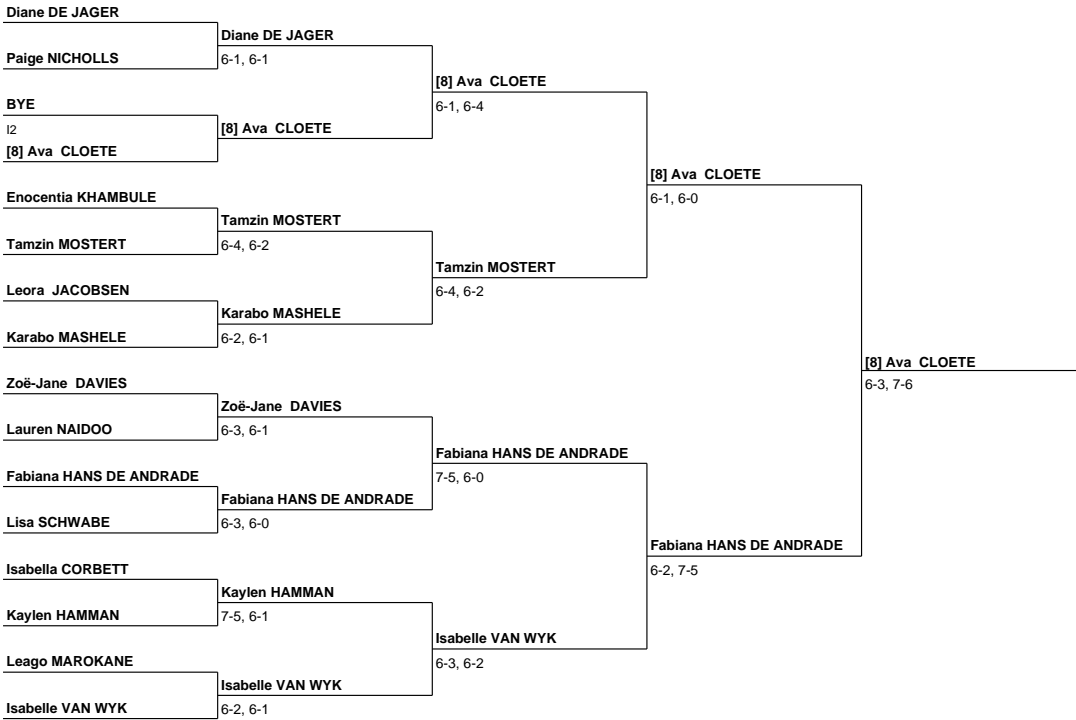 Diane DE JAGER
Diane DE JAGER
Paige NICHOLLS
6-1, 6-1
[8] Ava  CLOETE
BYE
6-1, 6-4
I2
[8] Ava  CLOETE
[8] Ava  CLOETE
[8] Ava  CLOETE
Enocentia KHAMBULE
6-1, 6-0
Tamzin MOSTERT
Tamzin MOSTERT
6-4, 6-2
Tamzin MOSTERT
Leora  JACOBSEN
6-4, 6-2
Karabo MASHELE
Karabo MASHELE
6-2, 6-1
[8] Ava  CLOETE
Zoë-Jane  DAVIES
6-3, 7-6
Zoë-Jane  DAVIES
Lauren NAIDOO
6-3, 6-1
Fabiana HANS DE ANDRADE
Fabiana HANS DE ANDRADE
7-5, 6-0
Fabiana HANS DE ANDRADE
Lisa SCHWABE
6-3, 6-0
Fabiana HANS DE ANDRADE
Isabella CORBETT
6-2, 7-5
Kaylen HAMMAN
Kaylen HAMMAN
7-5, 6-1
Isabelle VAN WYK
Leago MAROKANE
6-3, 6-2
Isabelle VAN WYK
Isabelle VAN WYK
6-2, 6-1